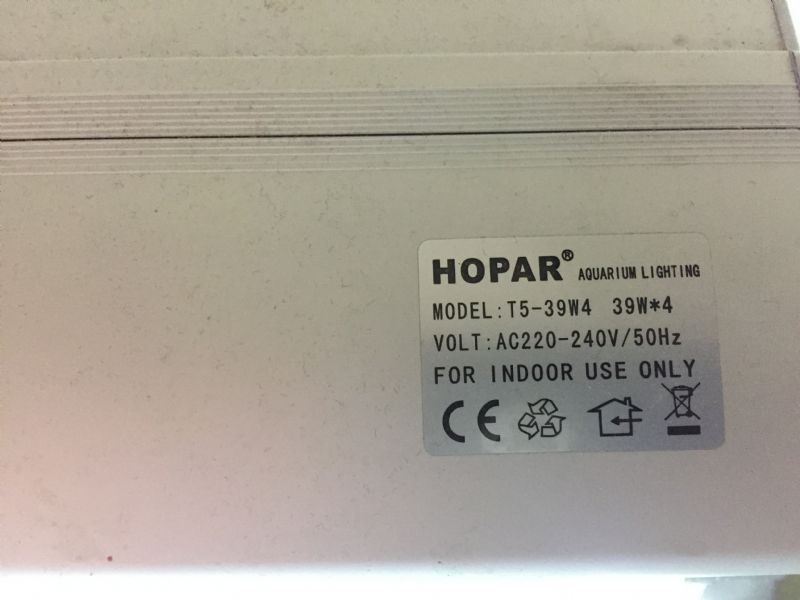 HOPAR® AQUARIUM LIGHTING
MODEL:T5-39W4 39W*4
VOLT:AC220-240V/50Hz
FOR INDOOR USE ONLY
CE